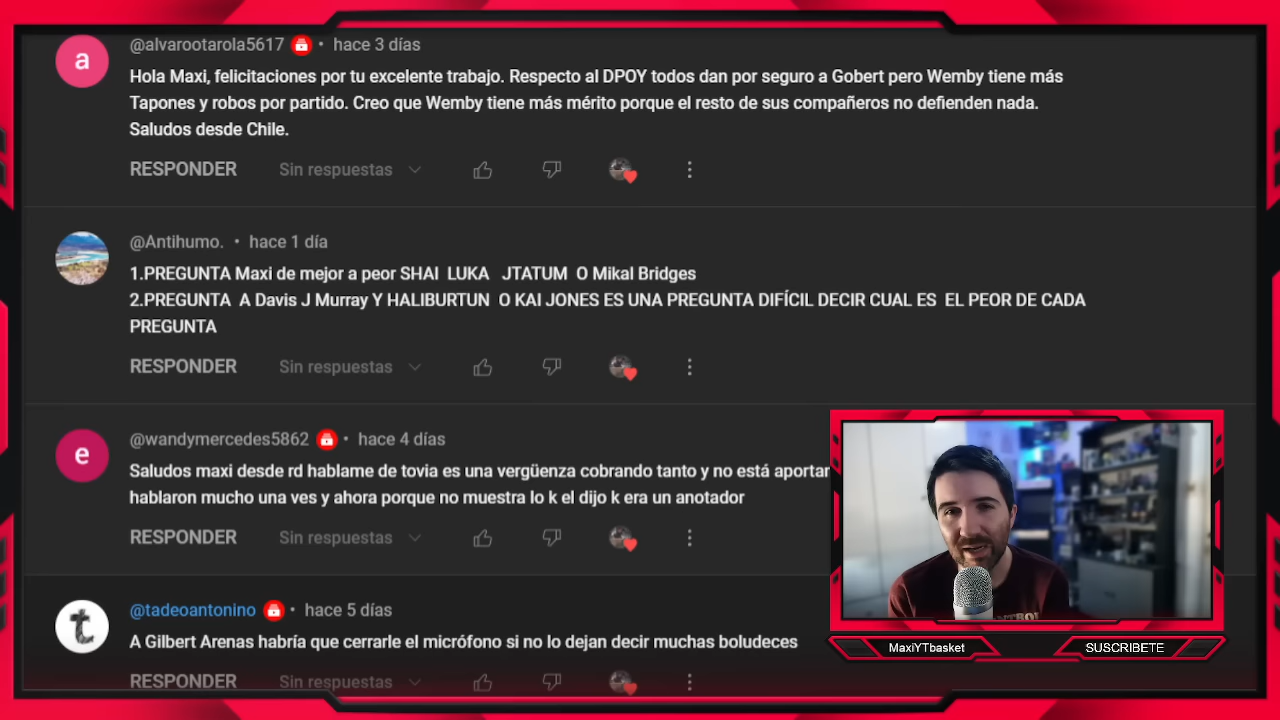 a
@alvarootarola5617 • hace 3 días
Hola Maxi, felicitaciones por tu excelente trabajo. Respecto al DPOY todos dan por seguro a Gobert pero Wemby tiene más
Tapones y robos por partido. Creo que Wemby tiene más mérito porque el resto de sus compañeros no defienden nada.
Saludos desde Chile.
RESPONDER Sin respuestas
@Antihumo. • hace 1 día
1.PREGUNTA Maxi de mejor a peor SHAI LUKA JTATUM O Mikal Bridges
2.PREGUNTA A Davis J Murray Y HALIBURTUN O KAI JONES ES UNA PREGUNTA DIFÍCIL DECIR CUAL ES EL PEOR DE CADA
PREGUNTA
RESPONDER Sin respuestas
e
@wandymercedes5862 • hace 4 días
Saludos maxi desde rd hablame de tovia es una vergüenza cobrando tanto y no está aportan
hablaron mucho una ves y ahora porque no muestra lo k el dijo k era un anotador
RESPONDER Sin respuestas
t
@tadeoantonino • hace 5 días
A Gilbert Arenas habría que cerrarle el micrófono si no lo dejan decir muchas boludeces
RESPONDER Sin respuestas
MaxiYTbasket
SUSCRIBETE